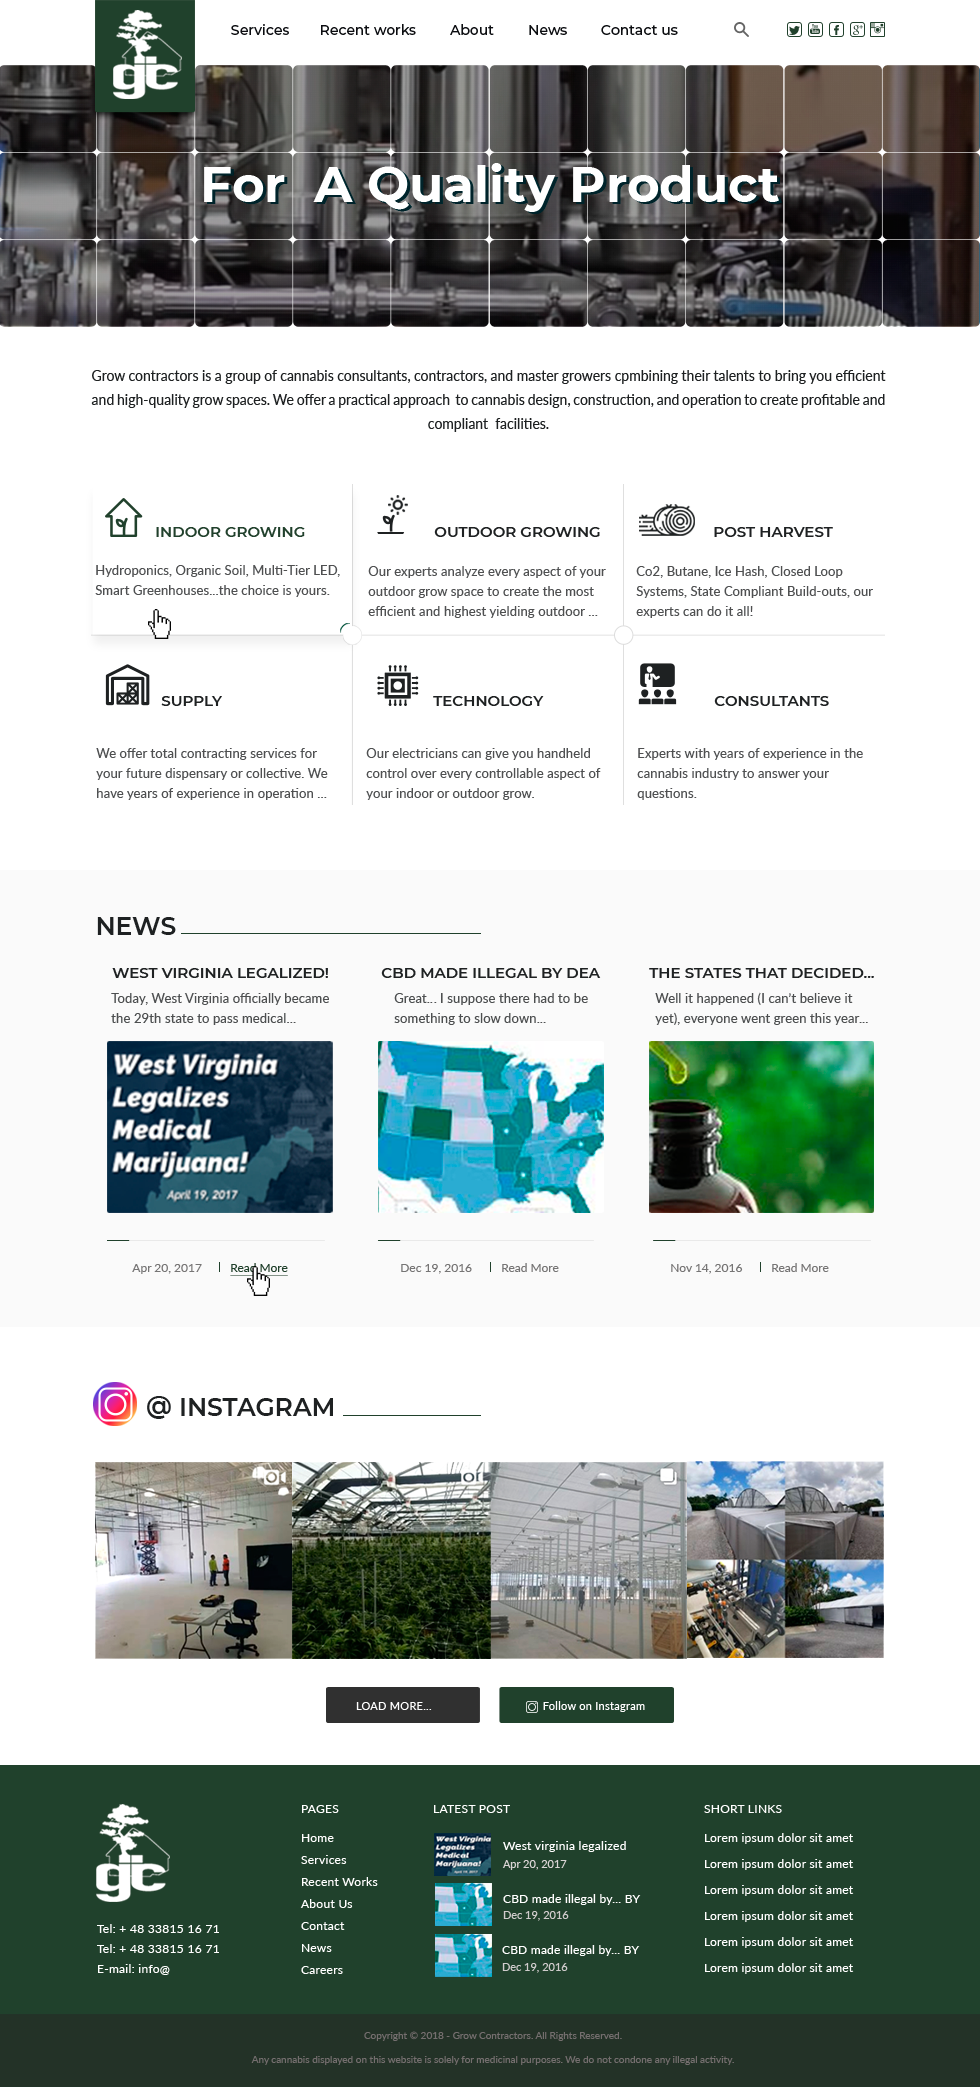 gc
Services Recent works About News Contact us
For A Quality Product
Grow contractors is a group of cannabis consultants, contractors, and master growers cpmbining their talents to bring you efficient
and high-quality grow spaces. We offer a practical approach to cannabis design, construction, and operation to create profitable and
compliant facilities.
INDOOR GROWING
Hydroponics, Organic Soil, Multi-Tier LED,
Smart Greenhouses...the choice is yours.
OUTDOOR GROWING
Our experts analyze every aspect of your
outdoor grow space to create the most
efficient and highest yielding outdoor ...
POST HARVEST
Co2, Butane, Ice Hash, Closed Loop
Systems, State Compliant Build-outs, our
experts can do it all!
SUPPLY
We offer total contracting services for
your future dispensary or collective. We
have years of experience in operation ...
TECHNOLOGY
Our electricians can give you handheld
control over every controllable aspect of
your indoor or outdoor grow.
CONSULTANTS
Experts with years of experience in the
cannabis industry to answer your
questions.
NEWS
WEST VIRGINIA LEGALIZED!
Today, West Virginia officially became
the 29th state to pass medical...
West Virginia
Legalizes
Medical
Marijuana!
April 19, 2017
Apr 20, 2017 Read More
CBD MADE ILLEGAL BY DEA
Great... I suppose there had to be
something to slow down...
Dec 19, 2016 Read More
THE STATES THAT DECIDED...
Well it happened (I can't believe it
yet), everyone went green this year...
Nov 14, 2016 Read More
@ INSTAGRAM
LOAD MORE...
Follow on Instagram
gc
Tel: + 48 33815 16 71
Tel: + 48 33815 16 71
E-mail: info@
PAGES
Home
Services
Recent Works
About Us
Contact
News
Careers
LATEST POST
West Virginia
Legalizes
Medical
Marijuana!
April 19, 2017
West virginia legalized
Apr 20, 2017
CBD made illegal by... BY
Dec 19, 2016
CBD made illegal by... BY
Dec 19, 2016
SHORT LINKS
Lorem ipsum dolor sit amet
Lorem ipsum dolor sit amet
Lorem ipsum dolor sit amet
Lorem ipsum dolor sit amet
Lorem ipsum dolor sit amet
Lorem ipsum dolor sit amet
Copyright © 2018 - Grow Contractors. All Rights Reserved.
Any cannabis displayed on this website is solely for medicinal purposes. We do not condone any illegal activity.